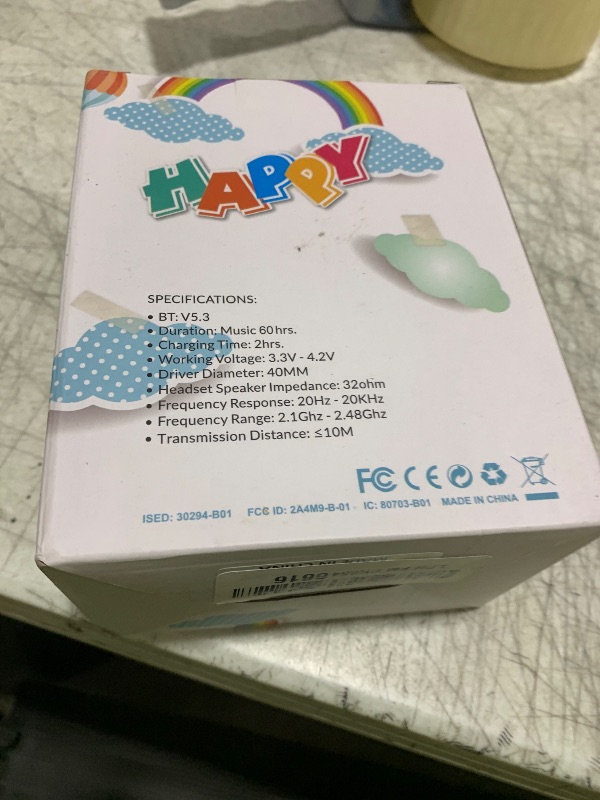 HAPPY
SPECIFICATIONS:
• BT: V5.3
• Duration: Music 60hrs.
• Charging Time: 2hrs.
• Working Voltage: 3.3V - 4.2V
• Driver Diameter: 40MM
• Headset Speaker Impedance: 32ohm
• Frequency Response: 20Hz - 20KHz
• Frequency Range: 2.1Ghz - 2.48Ghz
• Transmission Distance: ≤10M
FCC CE
ISED: 30294-B01 FCC ID: 2A4M9-B-01 IC: 80703-B01 MADE IN CHINA